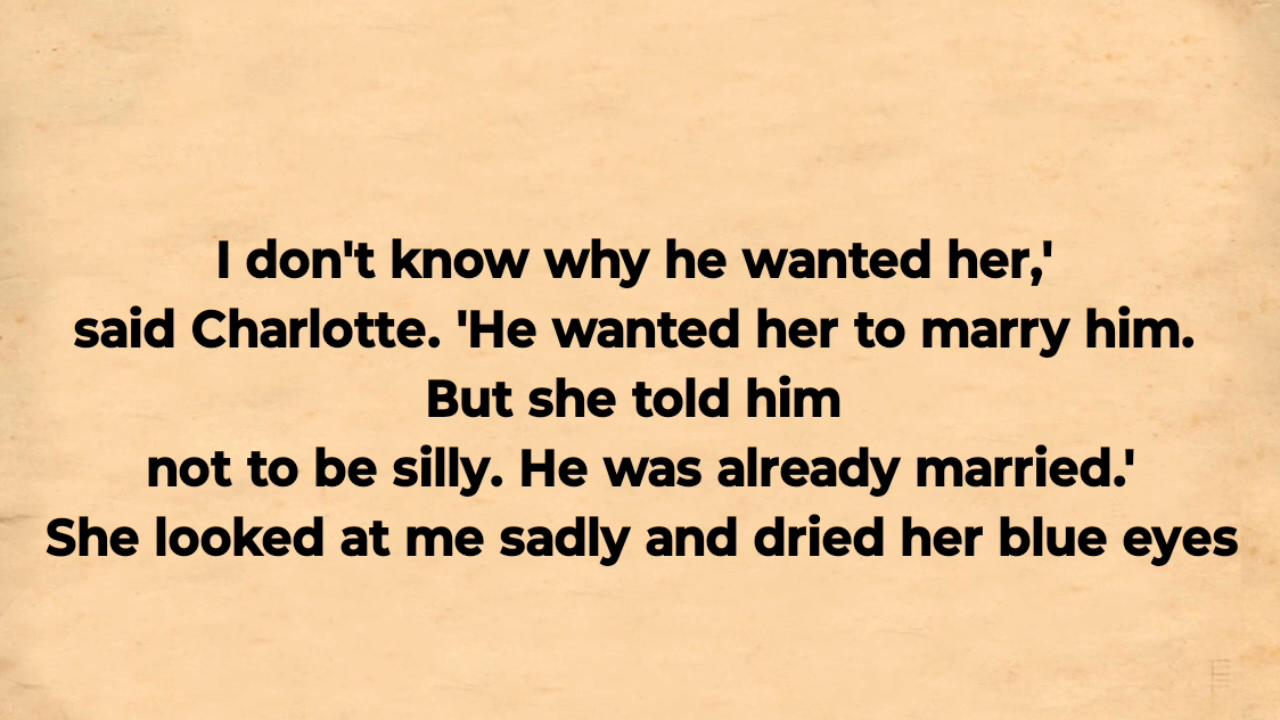 I don't know why he wanted her,'
said Charlotte. 'He wanted her to marry him.
But she told him
not to be silly. He was already married.'
She looked at me sadly and dried her blue eyes